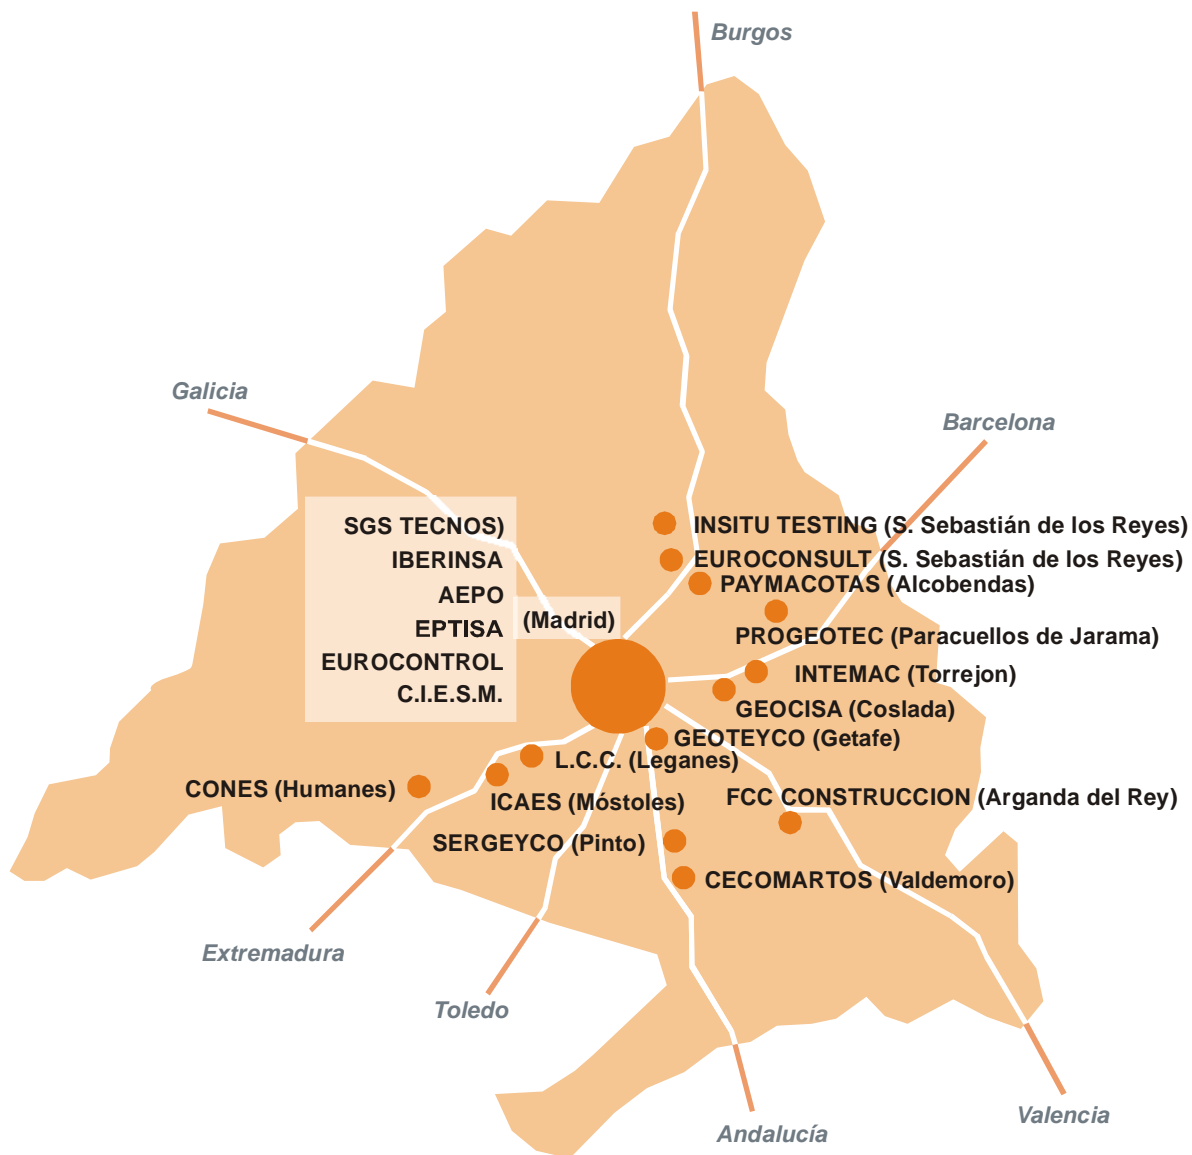 Burgos
Galicia
Barcelona
SGS TECNOS)
IBERINSA
AEPO
EPTISA
EUROCONTROL
C.I.E.S.M.
(Madrid)
INSITU TESTING (S. Sebastián de los Reyes)
EUROCONSULT (S. Sebastián de los Reyes)
PAYMACOTAS (Alcobendas)
PROGEOTEC (Paracuellos de Jarama)
INTEMAC (Torrejon)
GEOCISA (Coslada)
GEOTEYCO (Getafe)
L.C.C. (Leganes)
CONES (Humanes)
ICAES (Móstoles)
FCC CONSTRUCCION (Arganda del Rey)
SERGEYCO (Pinto)
CECOMARTOS (Valdemoro)
Extremadura
Toledo
Andalucía
Valencia